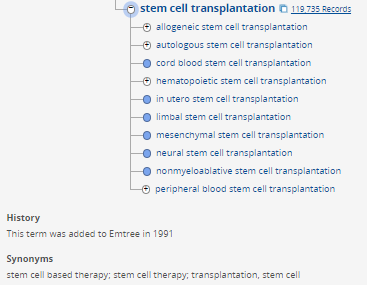 stem cell transplantation 119 735 Records
allogeneic stem cell transplantation
autologous stem cell transplantation
cord blood stem cell transplantation
hematopoietic stem cell transplantation
in utero stem cell transplantation
limbal stem cell transplantation
mesenchymal stem cell transplantation
neural stem cell transplantation
nonmyeloablative stem cell transplantation
peripheral blood stem cell transplantation
History
This term was added to Emtree in 1991
Synonyms
stem cell based therapy; stem cell therapy; transplantation, stem cell